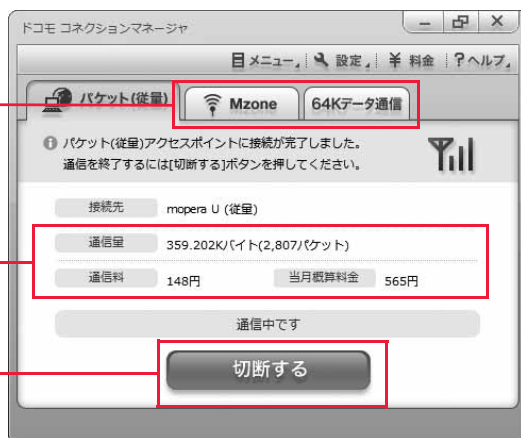 ドコモ コネクションマネージャ
メニュー 設定 ¥ 料金 ? ヘルプ
パケット(従量) Mzone 64Kデータ通信
パケット(従量)アクセスポイントに接続が完了しました。
通信を終了するには[切断する]ボタンを押してください。
接続先 mopera U (従量)
通信量 359.202Kバイト(2,807パケット)
通信料 148円 当月概算料金 565円
通信中です
切断する